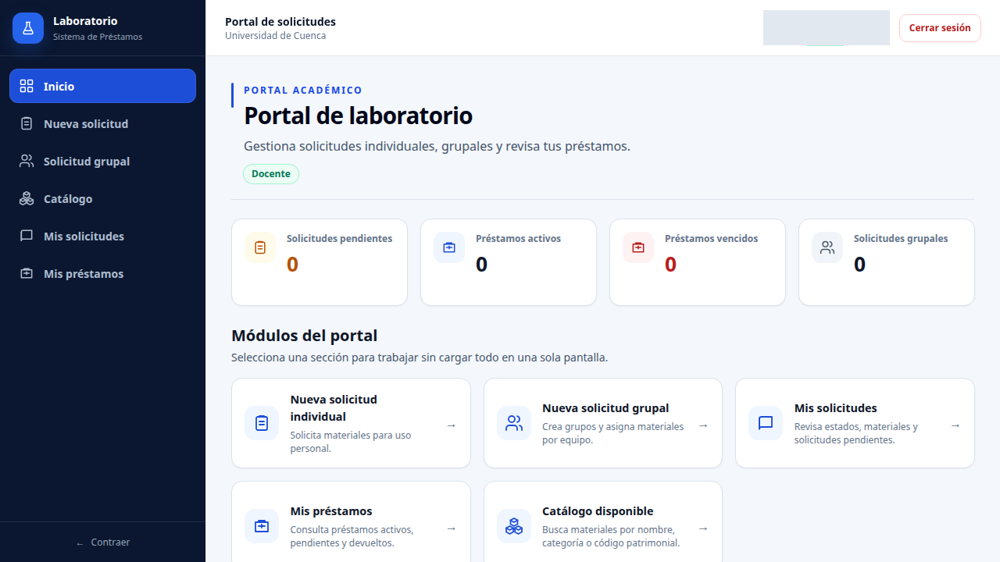 Laboratorio
Sistema de Préstamos
Inicio
Nueva solicitud
Solicitud grupal
Catálogo
Mis solicitudes
Mis préstamos
← Contraer
Portal de solicitudes
Universidad de Cuenca
Cerrar sesión
PORTAL ACADÉMICO
Portal de laboratorio
Gestiona solicitudes individuales, grupales y revisa tus préstamos.
Docente
Solicitudes pendientes
0
Préstamos activos
0
Préstamos vencidos
0
Solicitudes grupales
0
Módulos del portal
Selecciona una sección para trabajar sin cargar todo en una sola pantalla.
Nueva solicitud
individual
Solicita materiales para uso
personal.
→
Nueva solicitud grupal
Crea grupos y asigna materiales
por equipo.
→
Mis solicitudes
Revisa estados, materiales y
solicitudes pendientes.
→
Mis préstamos
Consulta préstamos activos,
pendientes y devueltos.
→
Catálogo disponible
Busca materiales por nombre,
categoría o código patrimonial.
→